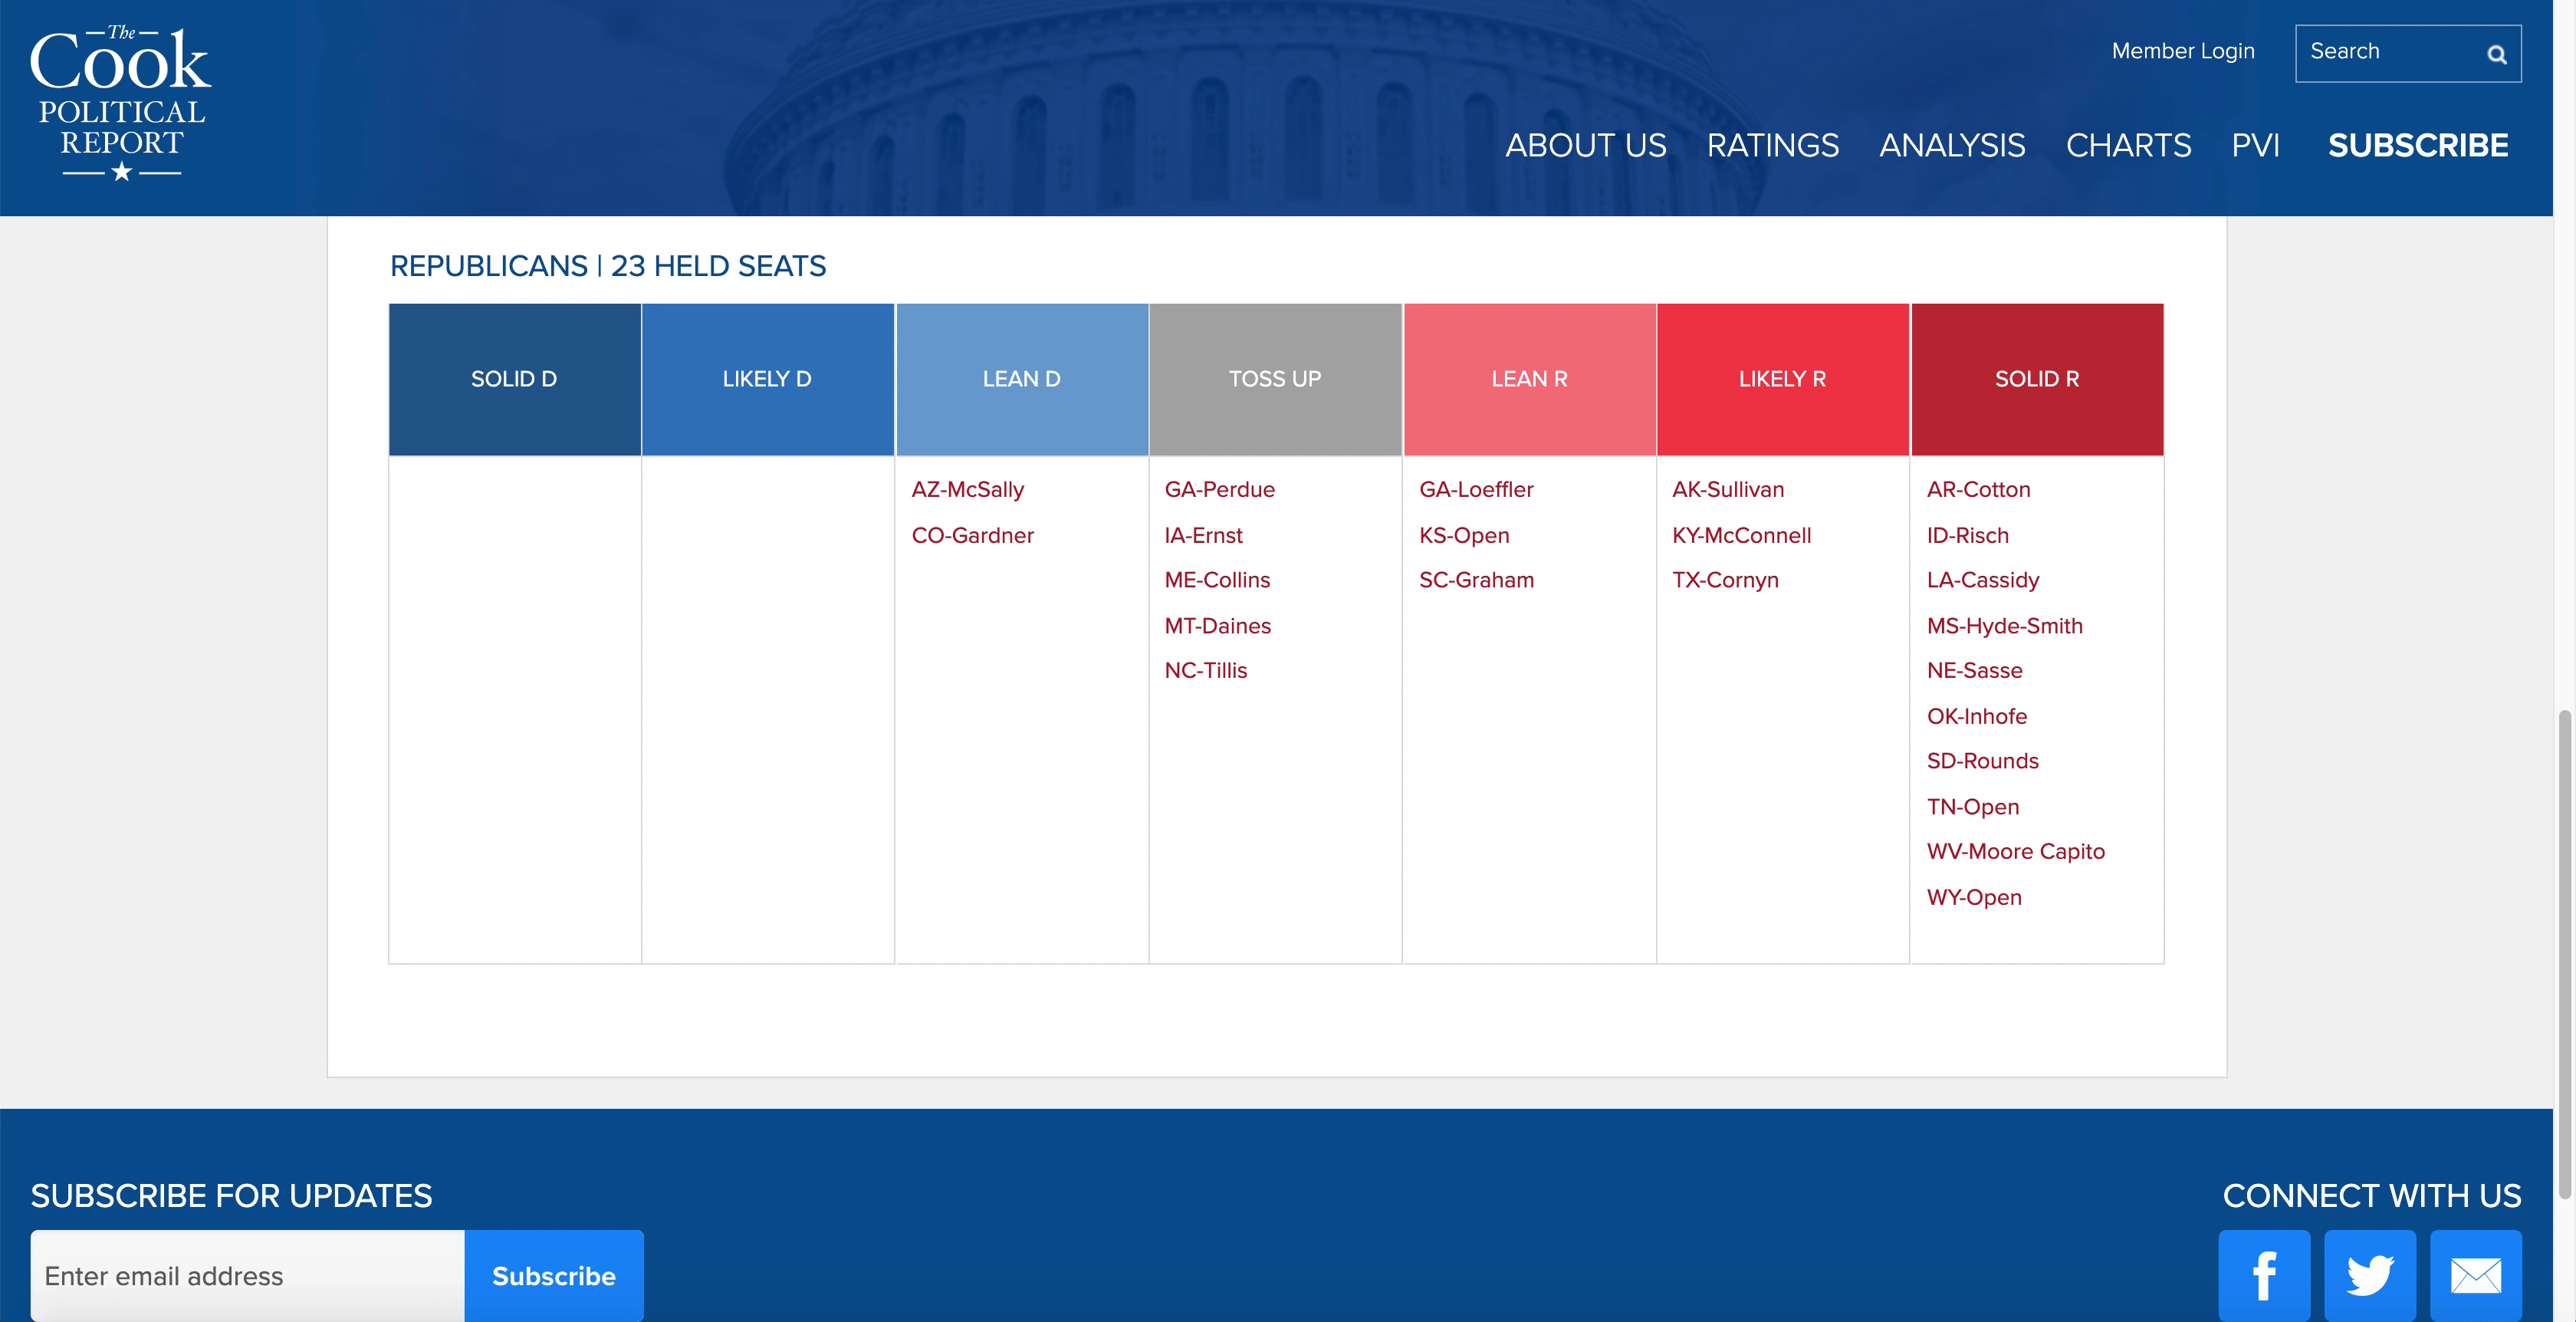 The
Cook
POLITICAL
REPORT
Member Login
Search
ABOUT US RATINGS ANALYSIS CHARTS PVI SUBSCRIBE
REPUBLICANS | 23 HELD SEATS
SOLID D LIKELY D LEAN D TOSS UP LEAN R LIKELY R SOLID R
AZ-McSally GA-Perdue GA-Loeffler AK-Sullivan AR-Cotton
CO-Gardner IA-Ernst KS-Open KY-McConnell ID-Risch
ME-Collins SC-Graham TX-Cornyn LA-Cassidy
MT-Daines MS-Hyde-Smith
NC-Tillis NE-Sasse
OK-Inhofe
SD-Rounds
TN-Open
WV-Moore Capito
WY-Open
SUBSCRIBE FOR UPDATES
Enter email address Subscribe
CONNECT WITH US